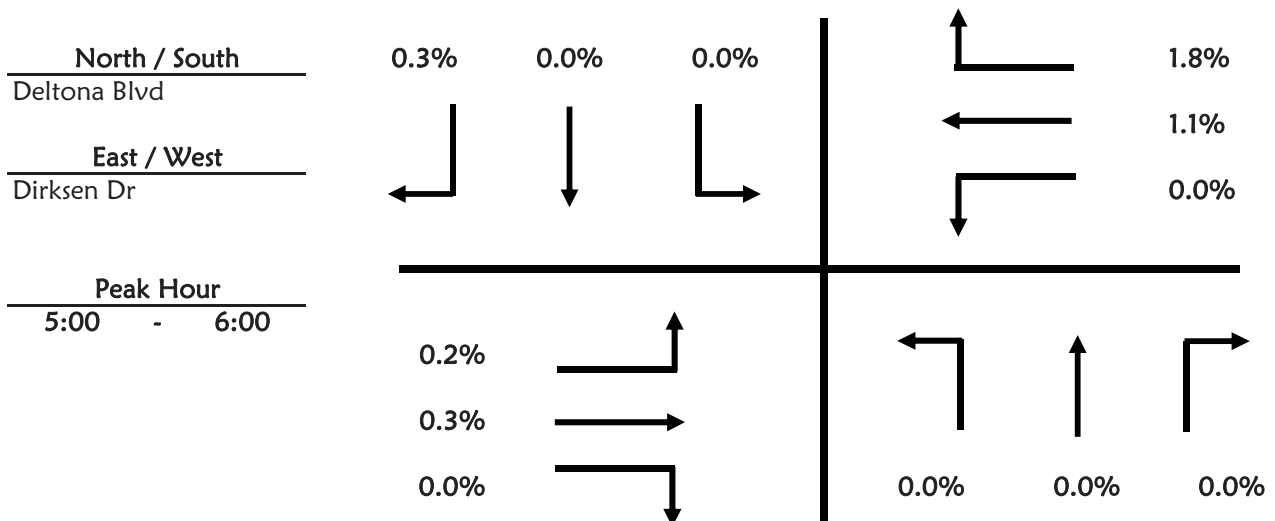 North / South
Deltona Blvd
East / West
Dirksen Dr
Peak Hour
5:00 - 6:00
0.3% 0.0% 0.0%
1.8%
1.1%
0.0%
0.2%
0.3%
0.0%
0.0% 0.0% 0.0%